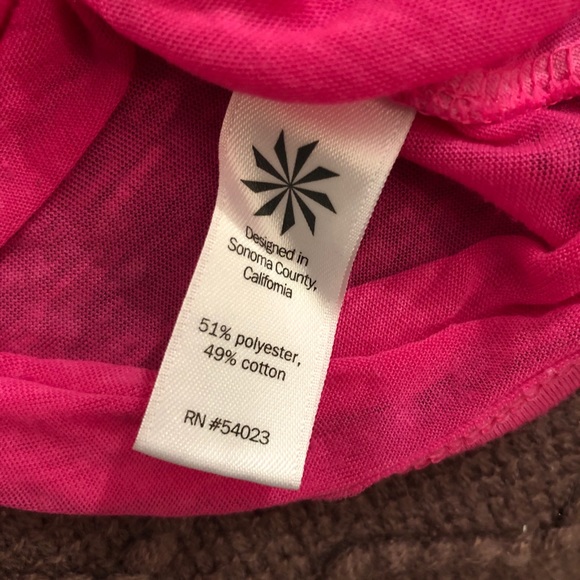 Designed in
Sonoma County,
California
51% polyester,
49% cotton
RN #54023